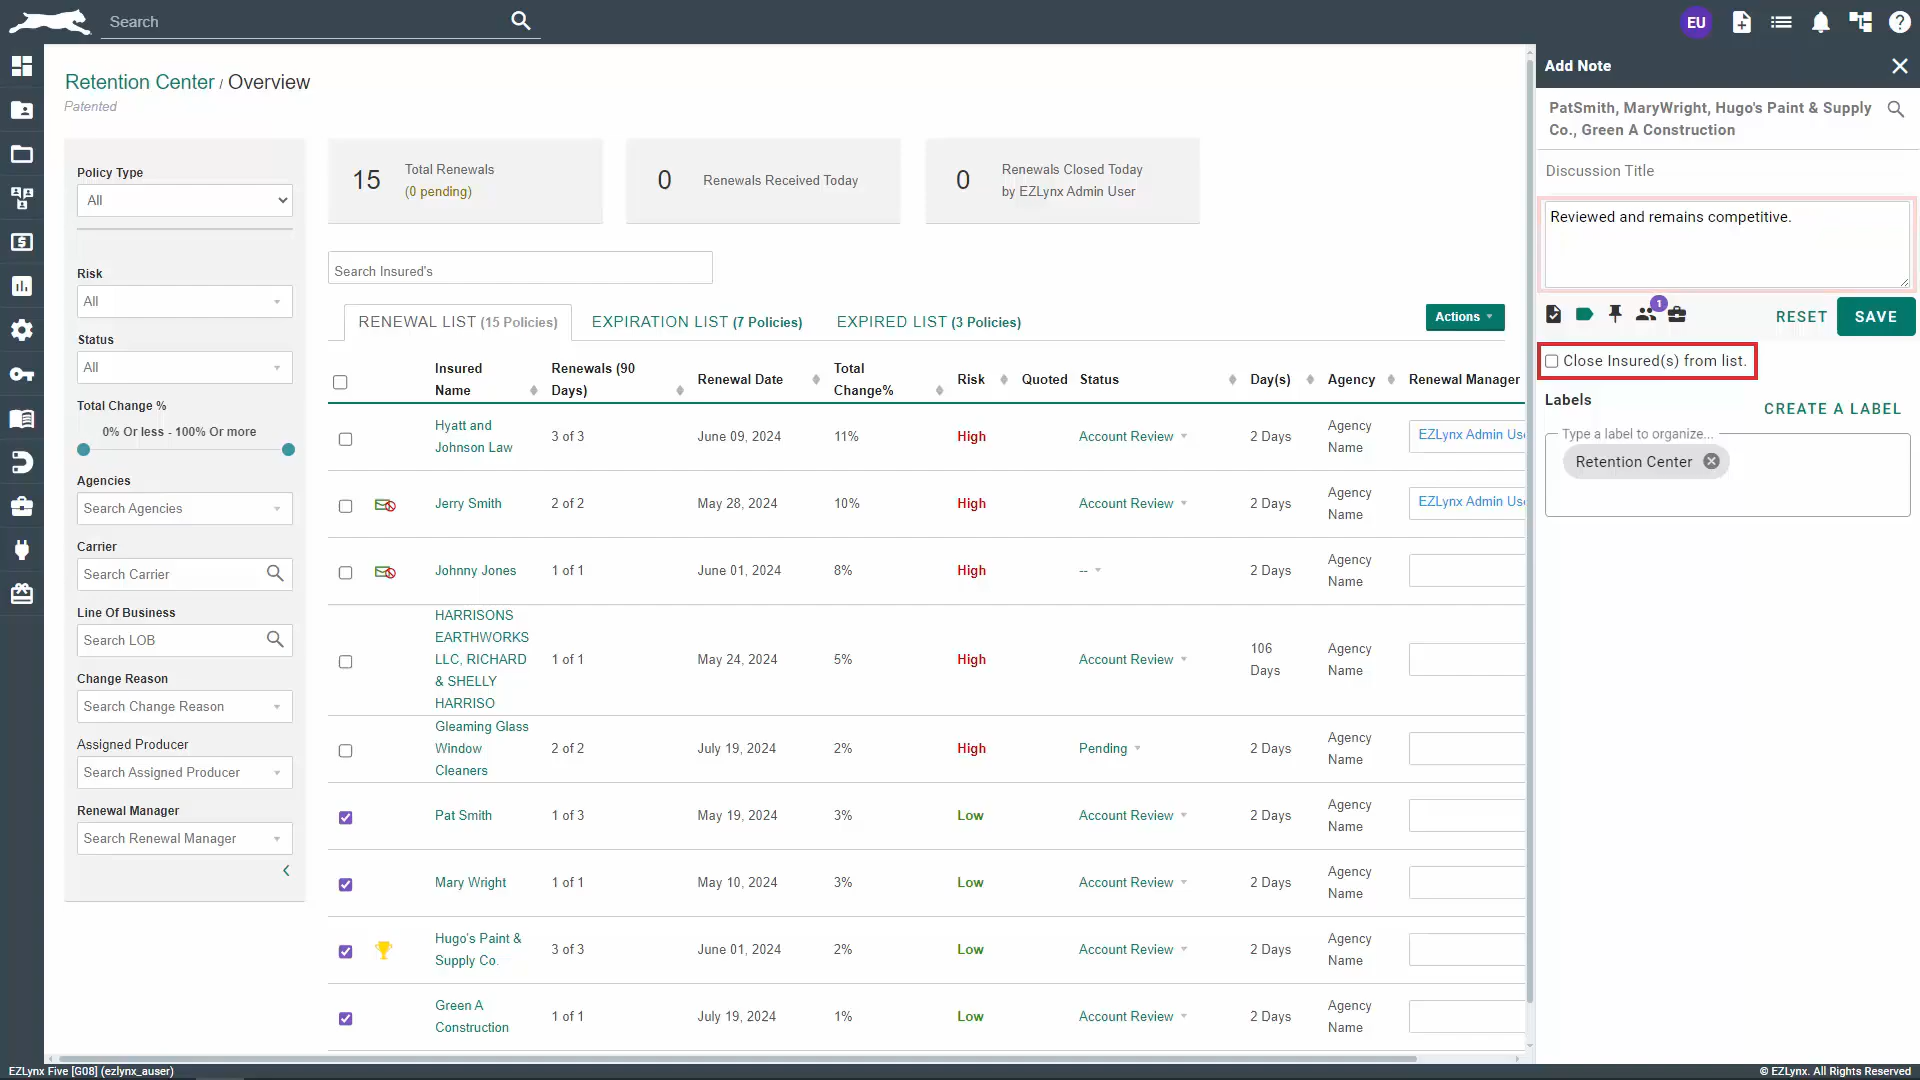 Search
EU
Retention Center / Overview
Patented
Policy Type
All
Risk
All
Status
All
Total Change %
0% Or less - 100% Or more
Agencies
Search Agencies
Carrier
Search Carrier
Line Of Business
Search LOB
Change Reason
Search Change Reason
Assigned Producer
Search Assigned Producer
Renewal Manager
Search Renewal Manager
15 Total Renewals
(0 pending)
0 Renewals Received Today
0 Renewals Closed Today
by EZLynx Admin User
Search Insured's
RENEWAL LIST (15 Policies) EXPIRATION LIST (7 Policies) EXPIRED LIST (3 Policies) Actions
Insured Name Renewals (90 Days) Renewal Date Total Change% Risk Quoted Status Day(s) Agency Renewal Manager
Hyatt and Johnson Law 3 of 3 June 09, 2024 11% High Account Review 2 Days Agency Name EZLynx Admin Use
Jerry Smith 2 of 2 May 28, 2024 10% High Account Review 2 Days Agency Name EZLynx Admin Use
Johnny Jones 1 of 1 June 01, 2024 8% High -- 2 Days Agency Name
HARRISONS EARTHWORKS LLC, RICHARD & SHELLY HARRISO 1 of 1 May 24, 2024 5% High Account Review 106 Days Agency Name
Gleaming Glass Window Cleaners 2 of 2 July 19, 2024 2% High Pending 2 Days Agency Name
Pat Smith 1 of 3 May 19, 2024 3% Low Account Review 2 Days Agency Name
Mary Wright 1 of 1 May 10, 2024 3% Low Account Review 2 Days Agency Name
Hugo's Paint & Supply Co. 3 of 3 June 01, 2024 2% Low Account Review 2 Days Agency Name
Green A Construction 1 of 1 July 19, 2024 1% Low Account Review 2 Days Agency Name
Add Note
PatSmith, MaryWright, Hugo's Paint & Supply
Co., Green A Construction
Discussion Title
Reviewed and remains competitive.
1
RESET SAVE
Close Insured(s) from list.
Labels
CREATE A LABEL
Type a label to organize...
Retention Center
EZLynx Five [G08] (ezlynx_auser)
© EZLynx. All Rights Reserved